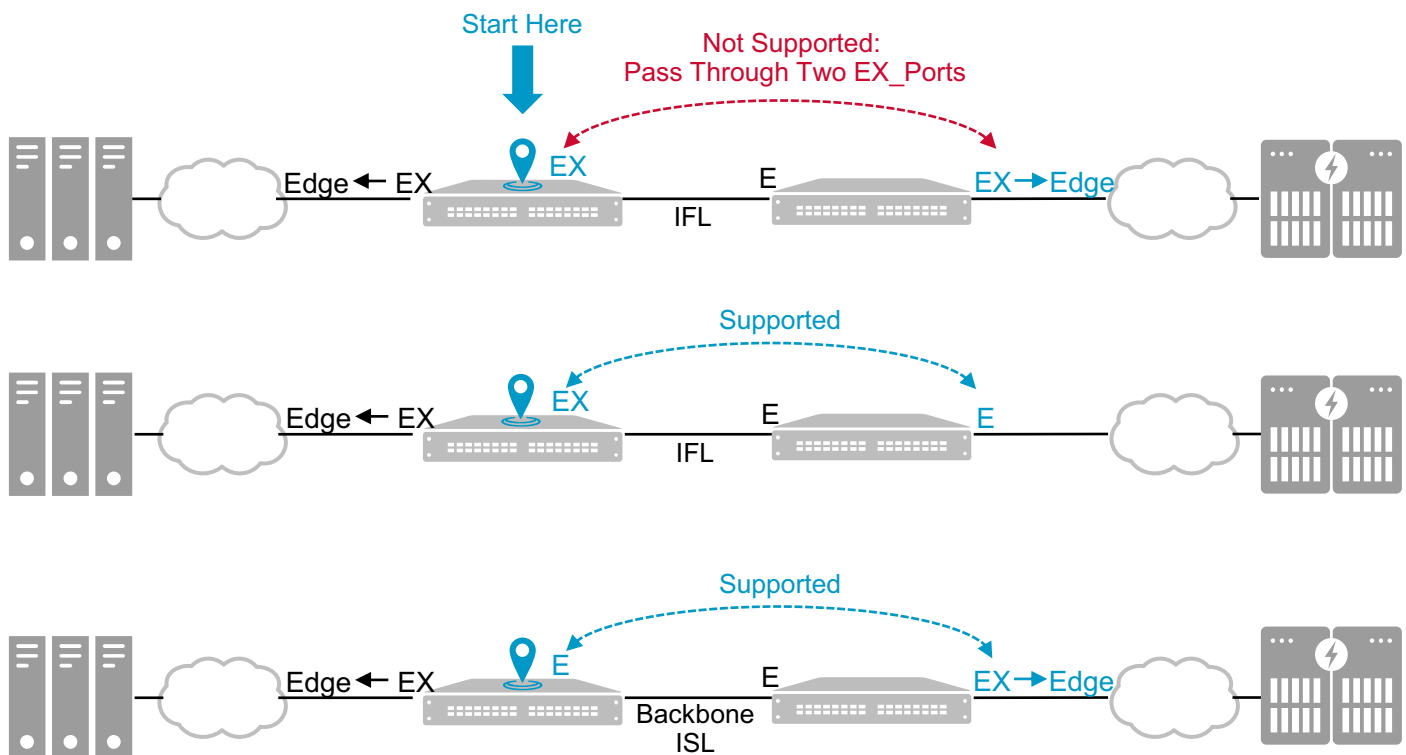 Start Here
Not Supported:
Pass Through Two EX_Ports
Edge EX EX E EX Edge
IFL
Supported
Edge EX EX E E
IFL
Supported
Edge EX E E EX Edge
Backbone
ISL